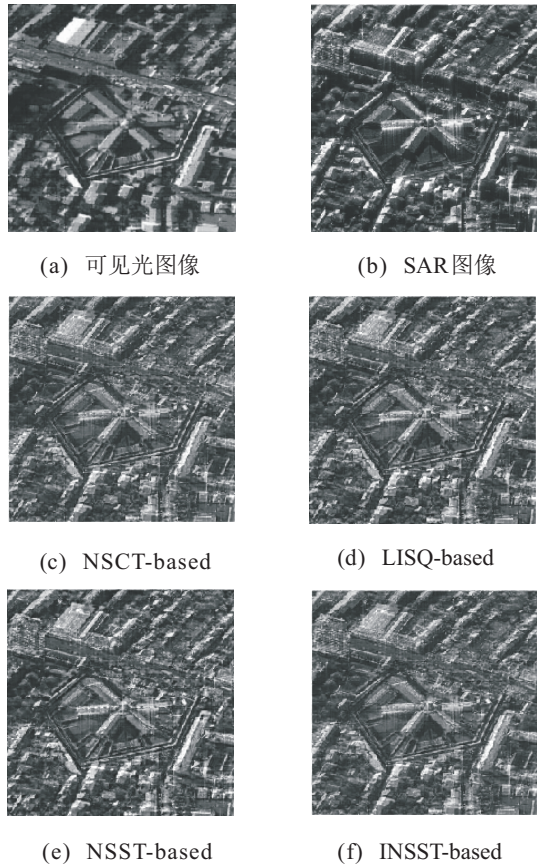 (a) 可见光图像
(b) SAR图像
(c) NSCT-based
(d) LISQ-based
(e) NSST-based
(f) INSST-based